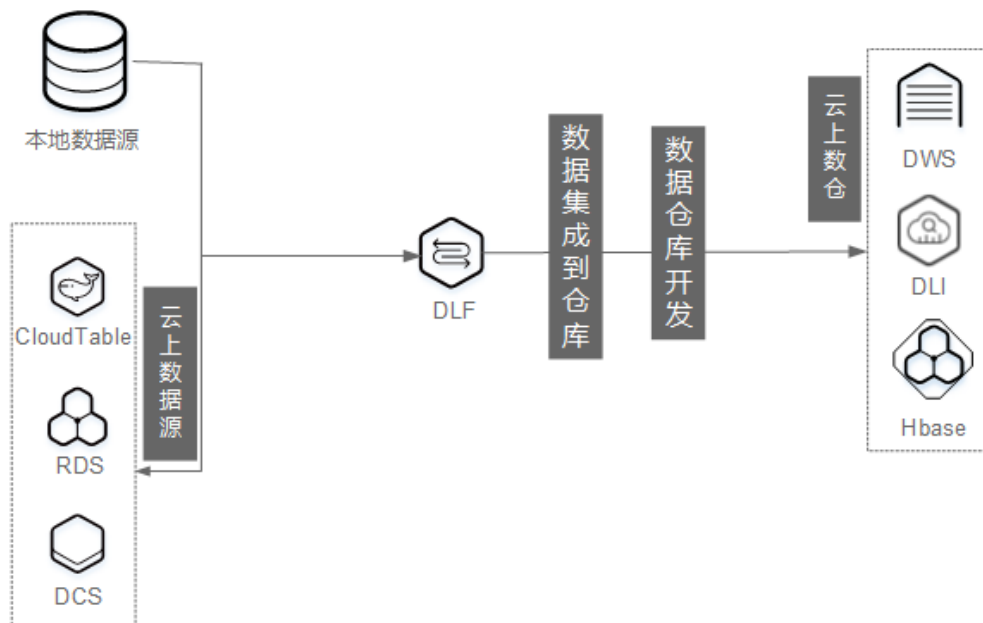 本地数据源
CloudTable
RDS
DCS
云上数据源
DLF
数据集成到仓库
数据仓库开发
云上数仓
DWS
DLI
Hbase